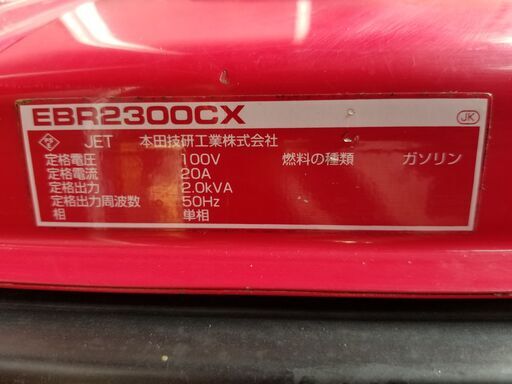 EBR2300CX
JK
JET 本田技研工業株式会社
定格電圧 100V 燃料の種類 ガソリン
定格電流 20A
定格出力 2.0kVA
定格出力周波数 50Hz
相 単相